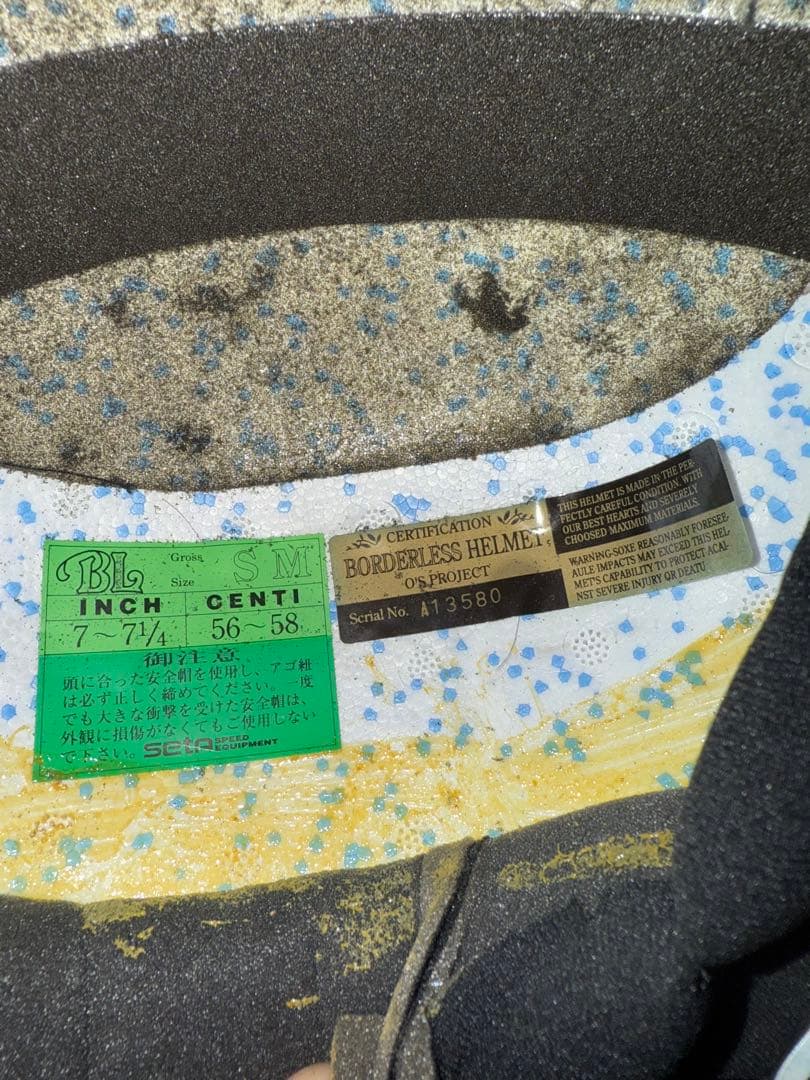 BL Gross Size S M
INCH CENTI
7～7 1/4 56～58
御注意
頭に合った安全帽を使用し、アゴ紐
は必ず正しく締めてください。一度
でも大きな衝撃を受けた安全帽は、
外観に損傷がなくてもご使用しない
で下さい。 SETA SPEED EQUIPMENT
CERTIFICATION
BORDERLESS HELMET
O'S PROJECT
Serial No. A13580
THIS HELMET IS MADE IN THE PER-
FECTLY CAREFUL CONDITION. WITH
OUR BEST HEARTS AND SEVERELY
CHOOSED MAXIMUM MATERIALS.
WARNING-SOXE REASONABLY FORESEE-
AULE IMPACTS MAY EXCEED THIS HEL-
MET'S CAPABILITY TO PROTECT ACAI-
NST SEVERE INJURY QR DEATU